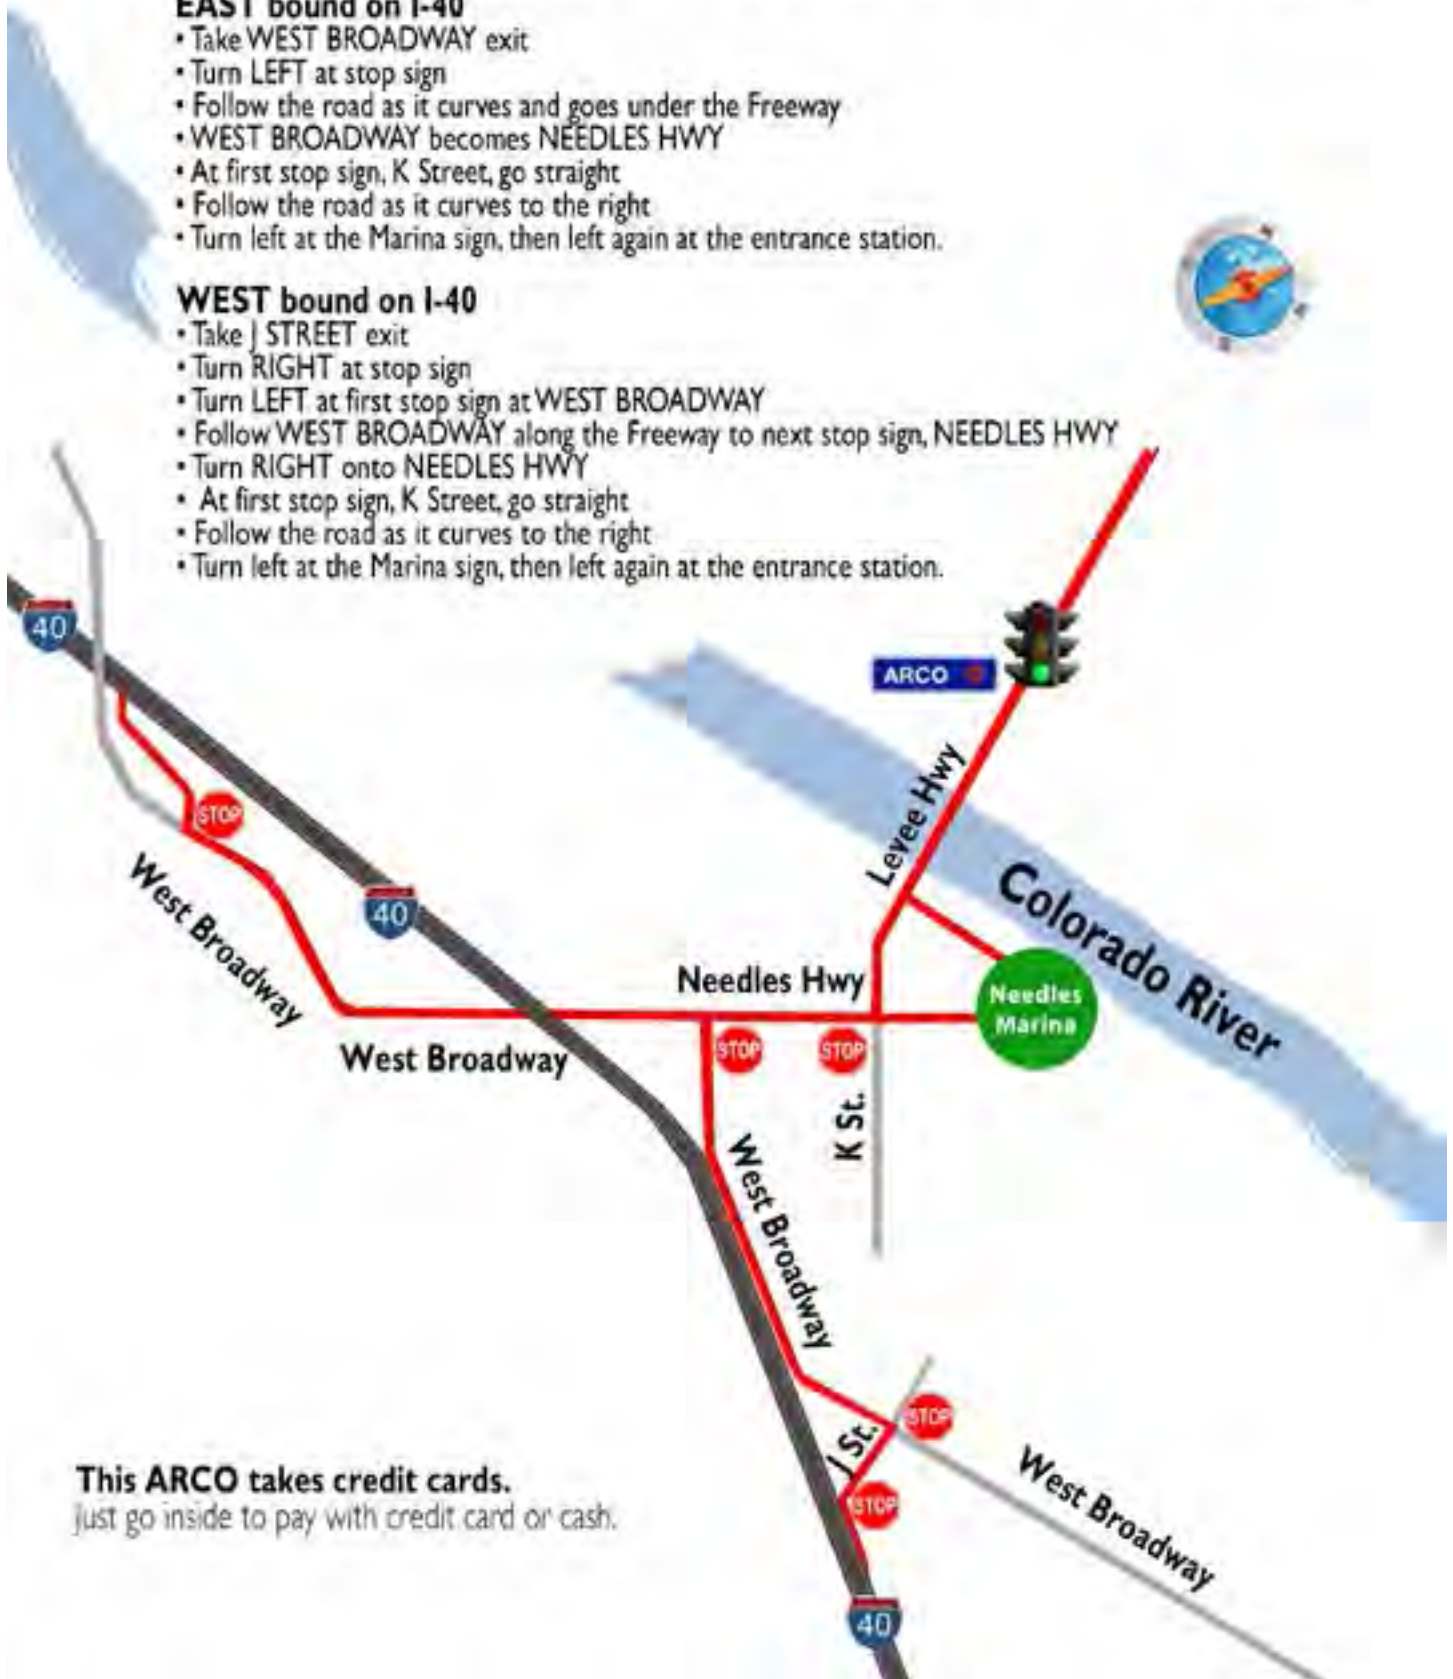 EAST bound on I-40
• Take WEST BROADWAY exit
• Turn LEFT at stop sign
• Follow the road as it curves and goes under the Freeway
• WEST BROADWAY becomes NEEDLES HWY
• At first stop sign, K Street, go straight
• Follow the road as it curves to the right
• Turn left at the Marina sign, then left again at the entrance station.
WEST bound on I-40
• Take J STREET exit
• Turn RIGHT at stop sign
• Turn LEFT at first stop sign at WEST BROADWAY
• Follow WEST BROADWAY along the Freeway to next stop sign, NEEDLES HWY
• Turn RIGHT onto NEEDLES HWY
• At first stop sign, K Street, go straight
• Follow the road as it curves to the right
• Turn left at the Marina sign, then left again at the entrance station.
40
ARCO
STOP
Levee Hwy
West Broadway
40
Colorado River
Needles Hwy
Needles
Marina
STOP
STOP
West Broadway
K St.
West Broadway
STOP
J St.
West Broadway
STOP
This ARCO takes credit cards.
Just go inside to pay with credit card or cash.
40